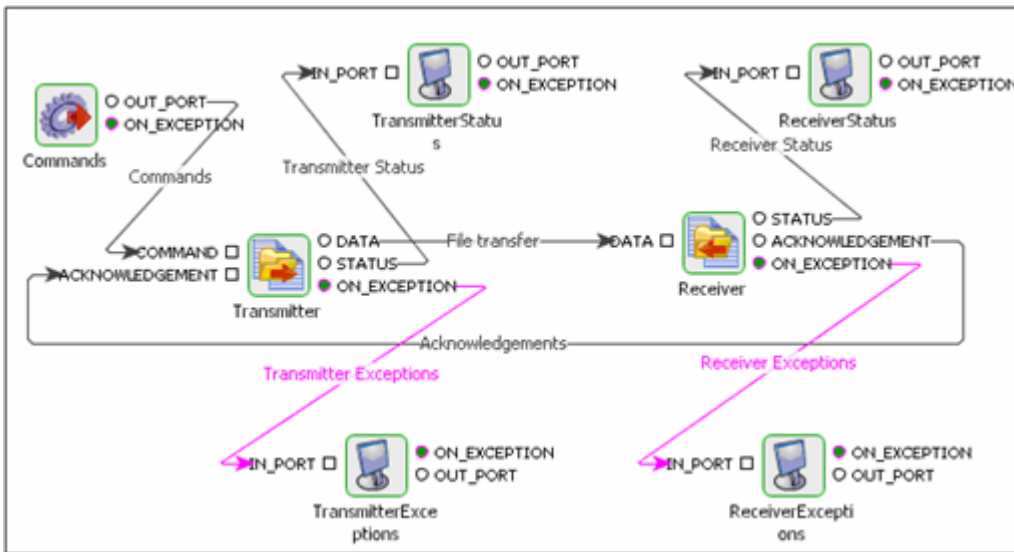 OUT_PORT
ON_EXCEPTION
Commands
Commands
IN_PORT
OUT_PORT
ON_EXCEPTION
TransmitterStatu
s
Transmitter Status
IN_PORT
OUT_PORT
ON_EXCEPTION
ReceiverStatus
Receiver Status
COMMAND
ACKNOWLEDGEMENT
DATA
STATUS
ON_EXCEPTION
Transmitter
File transfer
DATA
STATUS
ACKNOWLEDGEMENT
ON_EXCEPTION
Receiver
Acknowledgements
Transmitter Exceptions
Receiver Exceptions
IN_PORT
ON_EXCEPTION
OUT_PORT
TransmitterExce
ptions
IN_PORT
ON_EXCEPTION
OUT_PORT
ReceiverExcepti
ons